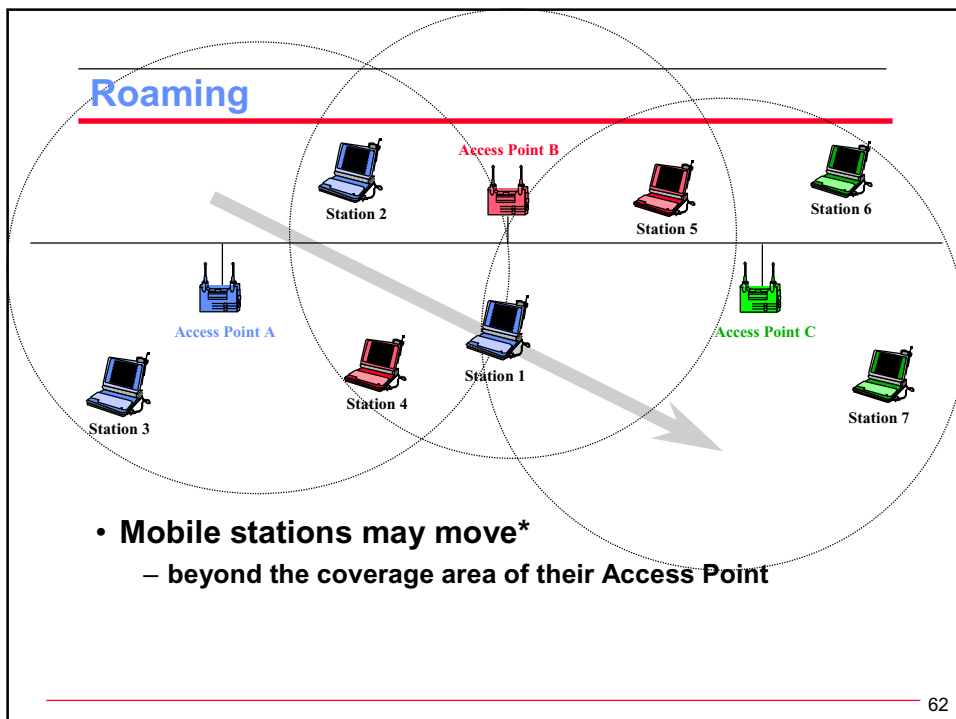 Roaming
Access Point B
Station 2
Station 5
Station 6
Access Point A
Access Point C
Station 1
Station 4
Station 3
Station 7
• Mobile stations may move*
– beyond the coverage area of their Access Point
62